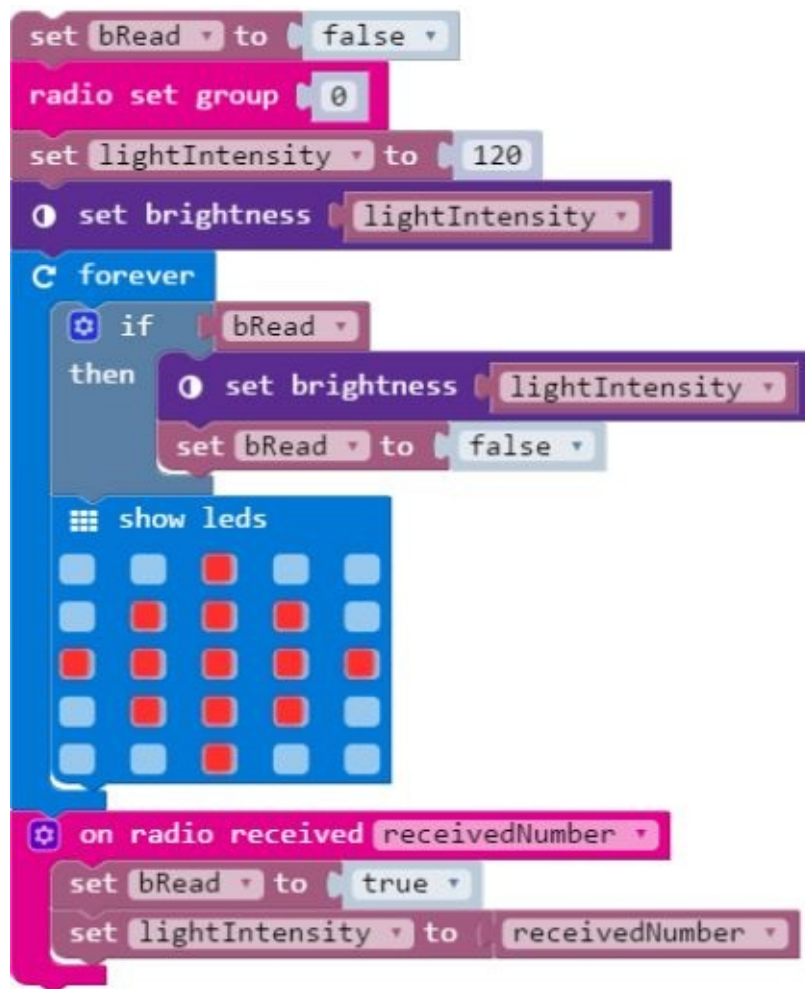 set bRead to false
radio set group 0
set lightIntensity to 120
set brightness lightIntensity
forever
if bRead
then set brightness lightIntensity
set bRead to false
show leds
on radio received receivedNumber
set bRead to true
set lightIntensity to receivedNumber